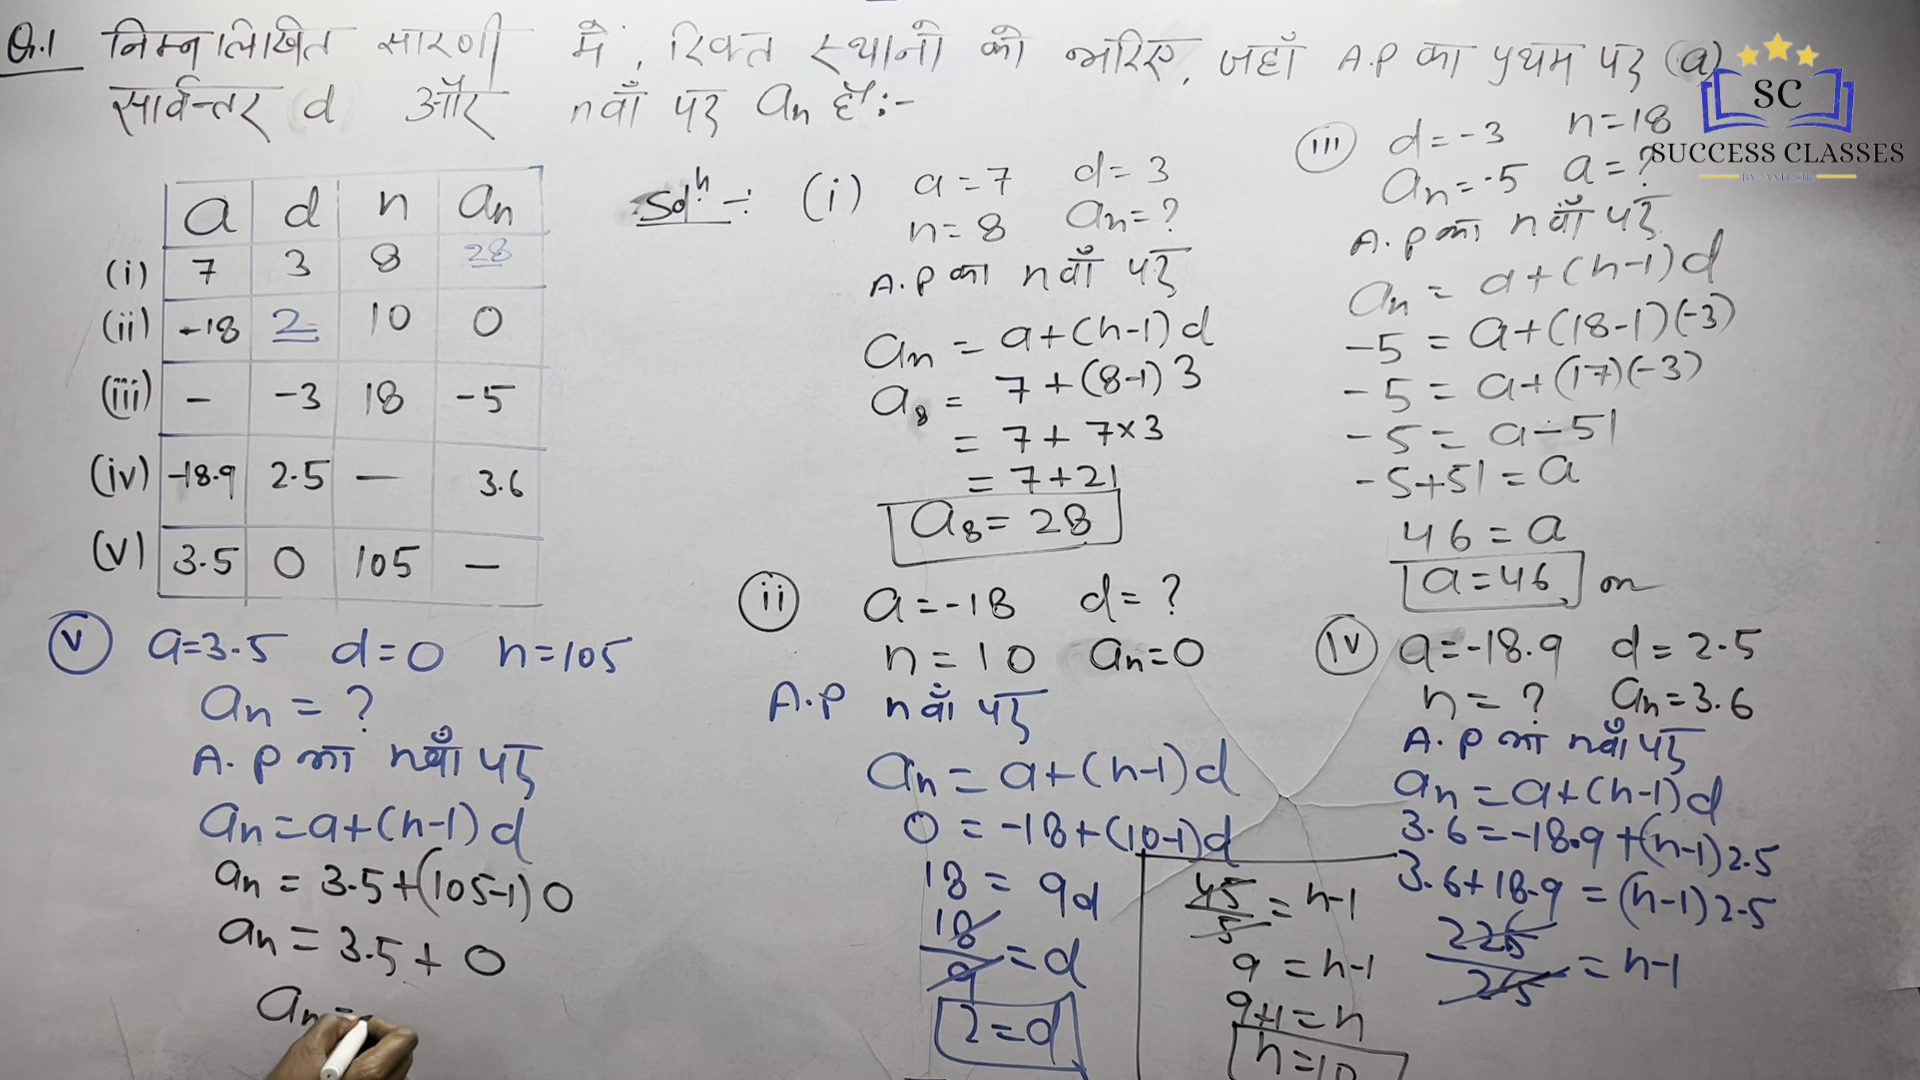 Q.1 निम्नलिखित सारणी में, रिक्त स्थानो को भरिए, जहाँ A.P का प्रथम पद (a)
सार्वन्तर d और nवाँ पद an है:-
SC
SUCCESS CLASSES
a d n an
(i) 7 3 8 28
(ii) -18 2 10 0
(iii) - -3 18 -5
(iv) -18.9 2.5 — 3.6
(v) 3.5 0 105 —
Solⁿ -: (i) a = 7 d = 3
n = 8 an = ?
A.P का nवाँ पद
an = a+(n-1)d
a₈ = 7+(8-1)3
= 7+ 7×3
= 7+21
a₈ = 28
ii a = -18 d = ?
n = 10 an = 0
A.P nवाँ पद
an = a+(n-1)d
0 = -18+(10-1)d
18 = 9d
18/9 = d
2 = d
iii d = -3 n = 18
an = -5 a = ?
A.P का nवाँ पद
an = a+(n-1)d
-5 = a+(18-1)(-3)
-5 = a+(17)(-3)
-5 = a-51
-5+51 = a
46 = a
a = 46
iv a = -18.9 d = 2.5
n = ? an = 3.6
A.P का nवाँ पद
an = a+(n-1)d
3.6 = -18.9 +(n-1)2.5
3.6+18.9 = (n-1)2.5
225/25 = n-1
45/5 = n-1
9 = n-1
9+1 = n
n = 10
v a=3.5 d=0 n=105
an = ?
A.P का nवाँ पद
an = a+(n-1)d
an = 3.5+(105-1)0
an = 3.5+0
an =